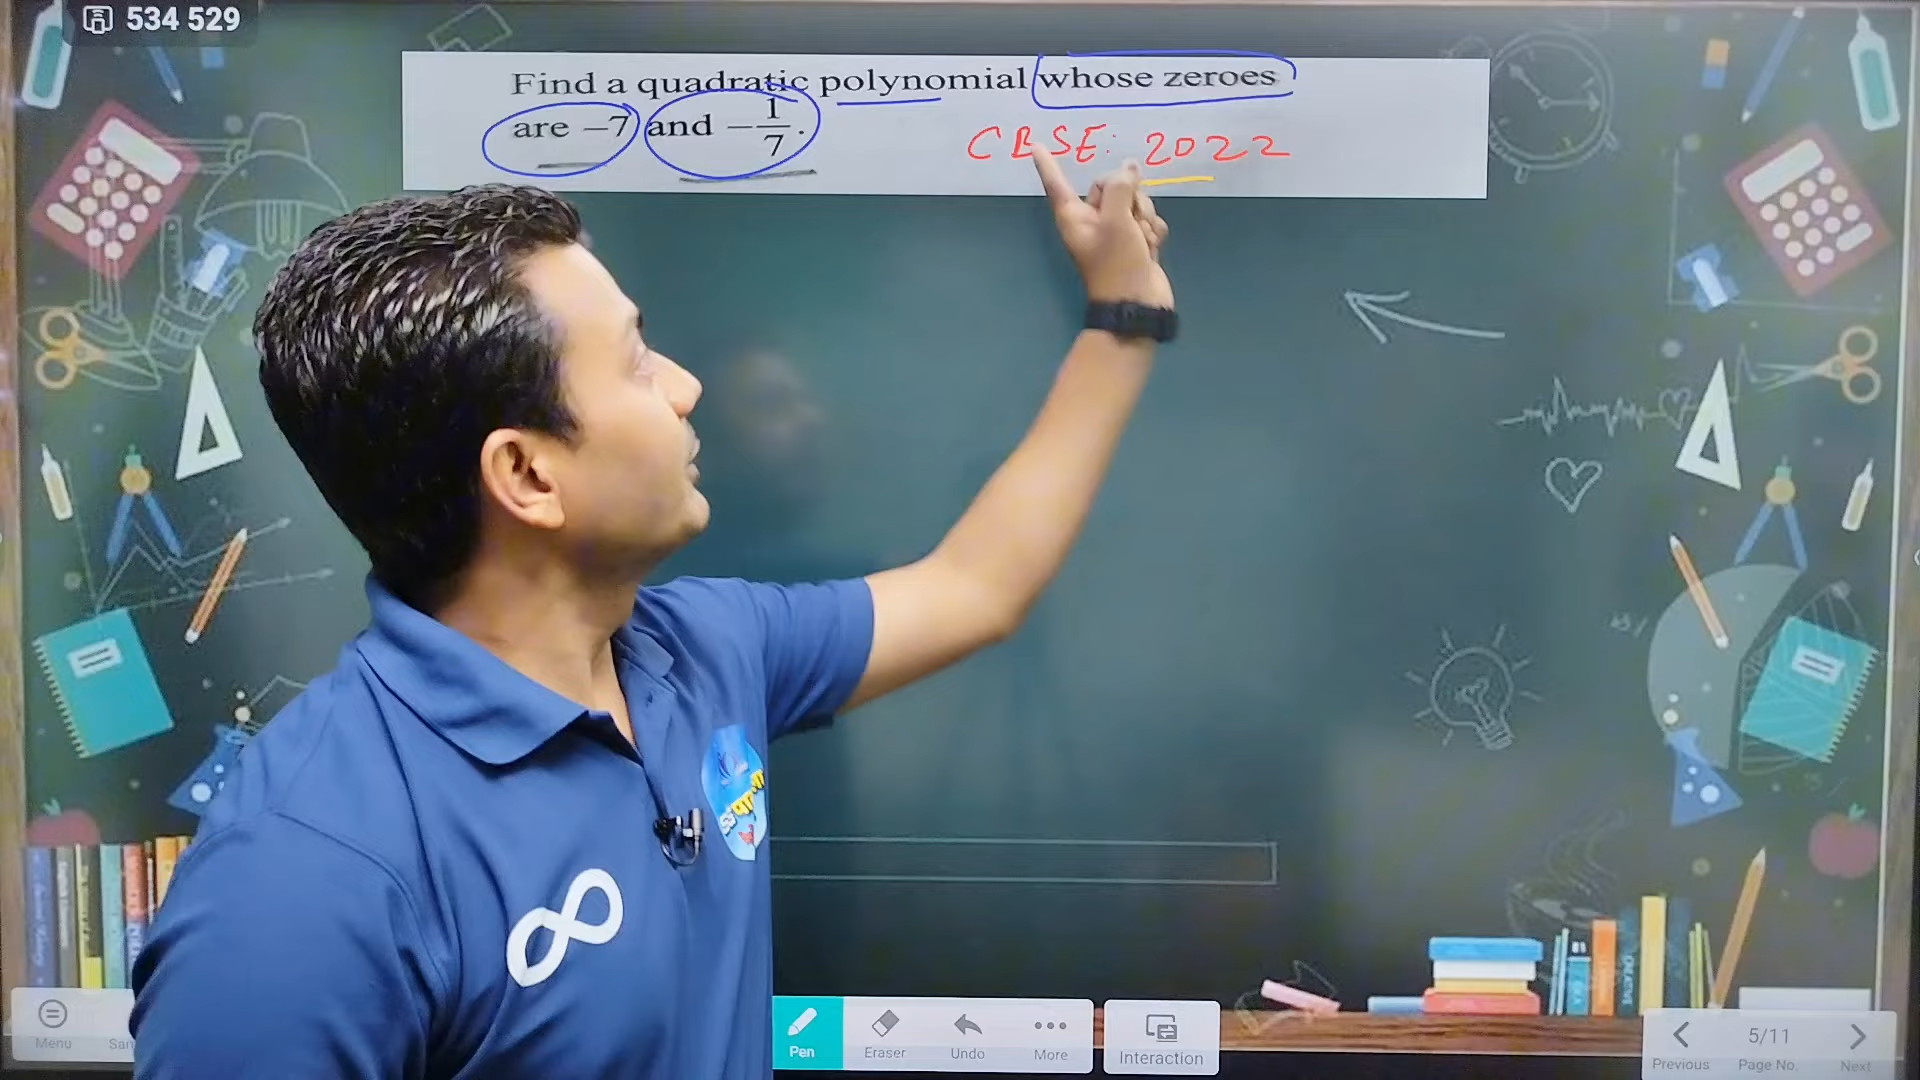 534 529
Find a quadratic polynomial whose zeroes
are −7 and −1/7.
CBSE: 2022
Menu
Pen
Eraser
Undo
More
Interaction
Previous
5/11
Page No.
Next